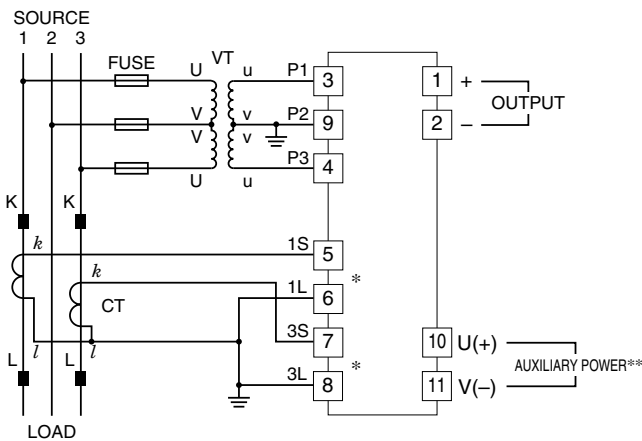 SOURCE
1 2 3
FUSE
VT
U u P1 3
1 +
OUTPUT
V v P2 9
V v
2 −
U u P3 4
K K
k 1S 5
*
k 1L 6
CT
3S 7
*
L l L l 3L 8
10 U(+)
AUXILIARY POWER**
11 V(−)
LOAD